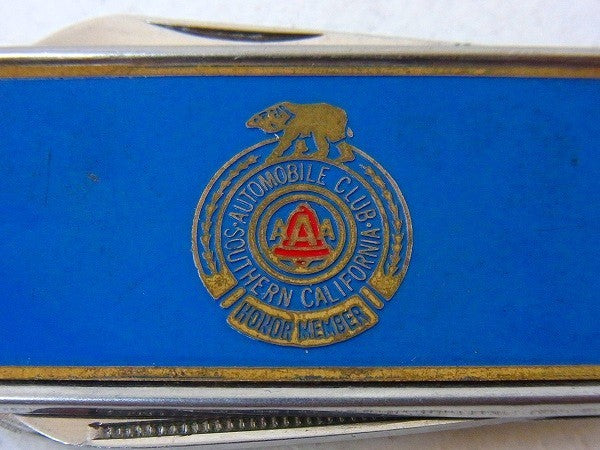 AUTOMOBILE CLUB
· SOUTHERN CALIFORNIA ·
AAA
HONOR MEMBER